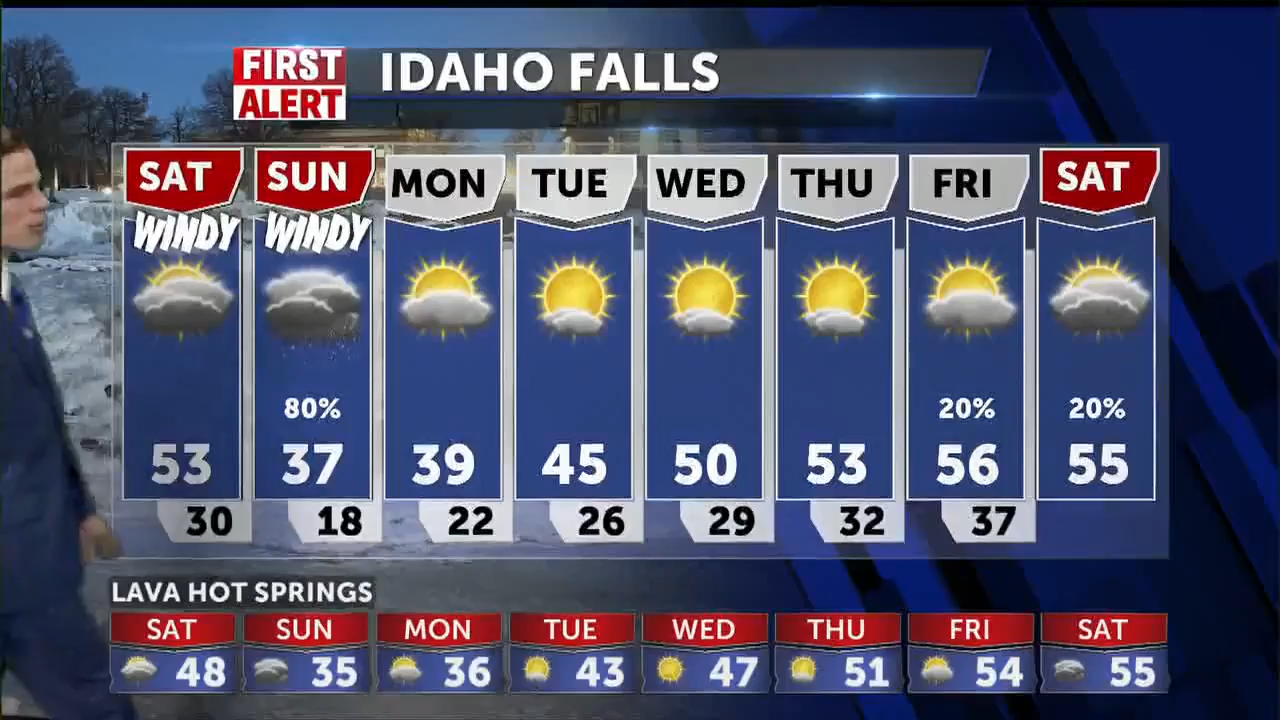 FIRST
ALERT
IDAHO FALLS
SAT SUN MON TUE WED THU FRI SAT
WINDY WINDY
80% 20% 20%
53 37 39 45 50 53 56 55
30 18 22 26 29 32 37
LAVA HOT SPRINGS
SAT SUN MON TUE WED THU FRI SAT
48 35 36 43 47 51 54 55